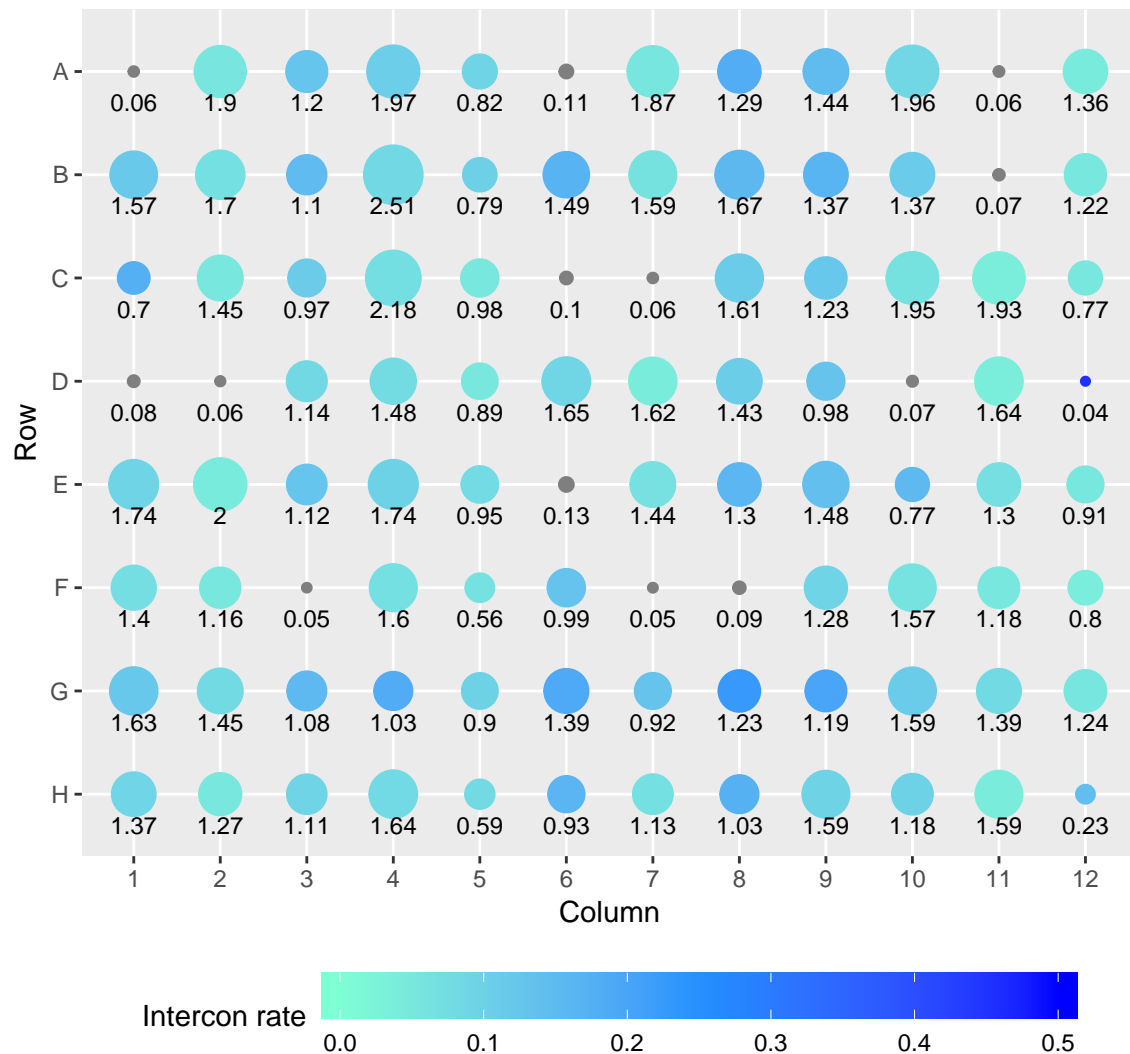 A
0.06 1.9 1.2 1.97 0.82 0.11 1.87 1.29 1.44 1.96 0.06 1.36
B
1.57 1.7 1.1 2.51 0.79 1.49 1.59 1.67 1.37 1.37 0.07 1.22
C
0.7 1.45 0.97 2.18 0.98 0.1 0.06 1.61 1.23 1.95 1.93 0.77
D
0.08 0.06 1.14 1.48 0.89 1.65 1.62 1.43 0.98 0.07 1.64 0.04
Row
E
1.74 2 1.12 1.74 0.95 0.13 1.44 1.3 1.48 0.77 1.3 0.91
F
1.4 1.16 0.05 1.6 0.56 0.99 0.05 0.09 1.28 1.57 1.18 0.8
G
1.63 1.45 1.08 1.03 0.9 1.39 0.92 1.23 1.19 1.59 1.39 1.24
H
1.37 1.27 1.11 1.64 0.59 0.93 1.13 1.03 1.59 1.18 1.59 0.23
1 2 3 4 5 6 7 8 9 10 11 12
Column
Intercon rate
0.0 0.1 0.2 0.3 0.4 0.5